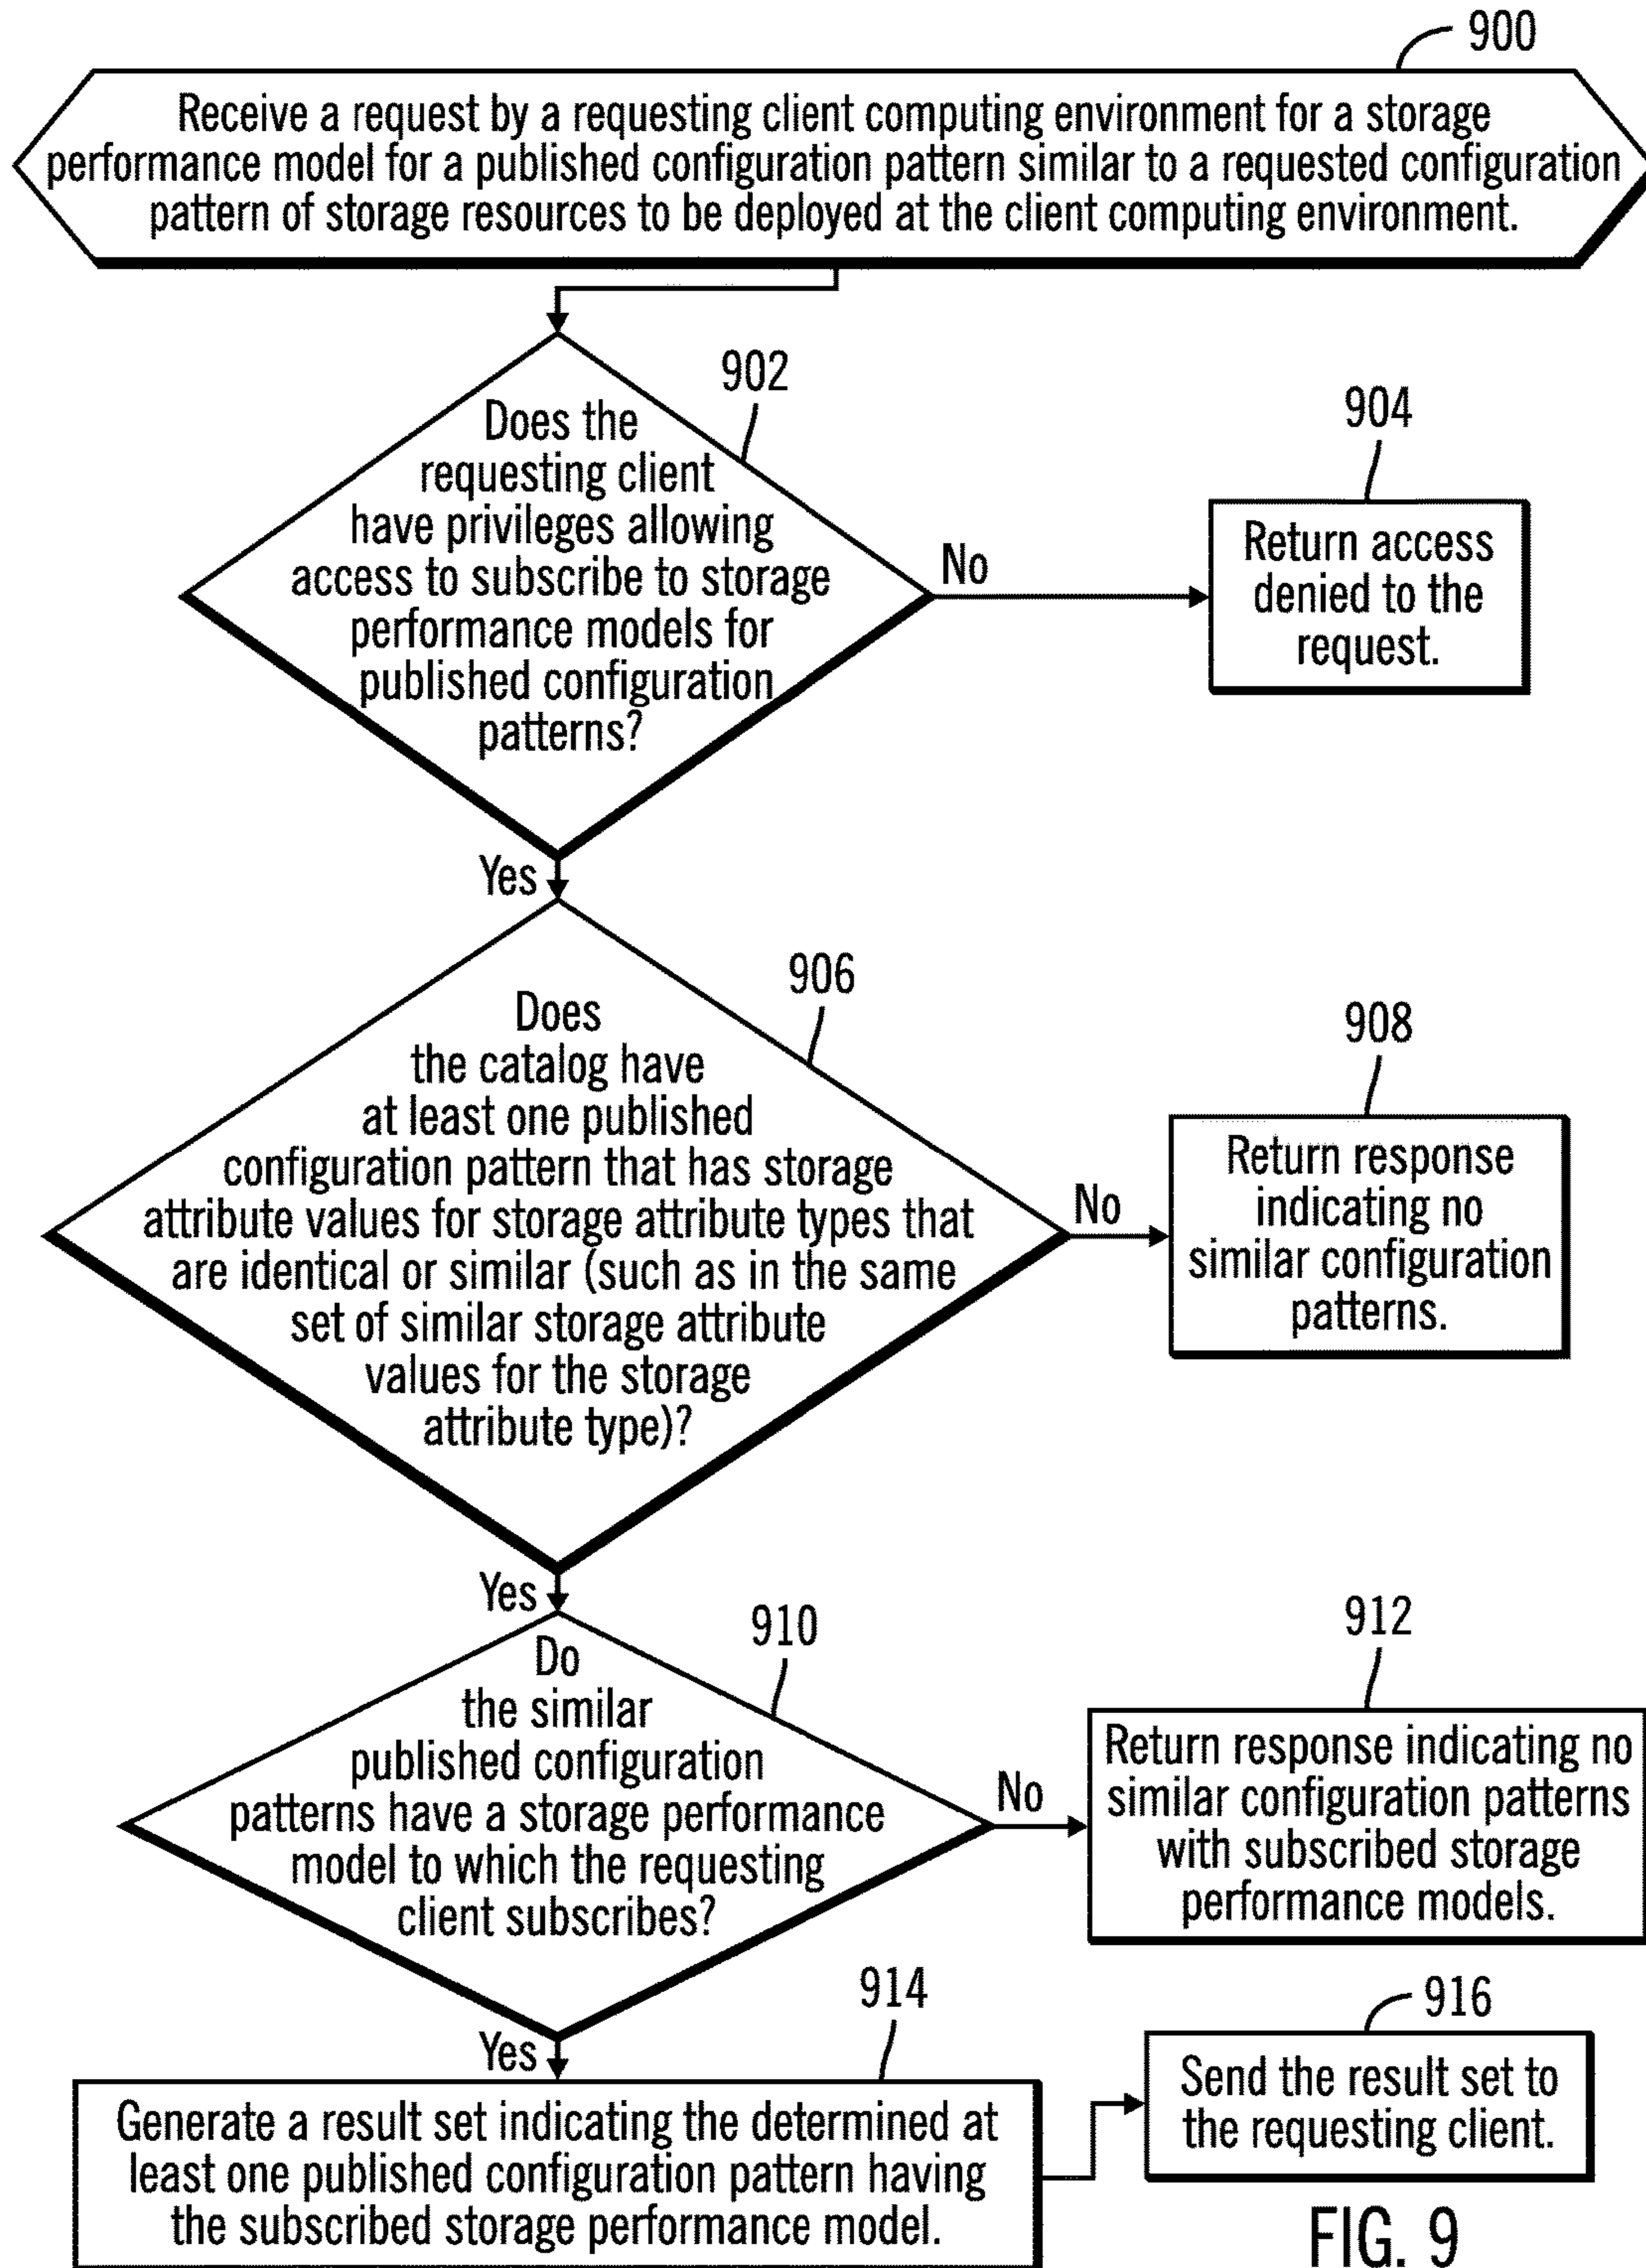 900
Receive a request by a requesting client computing environment for a storage
performance model for a published configuration pattern similar to a requested configuration
pattern of storage resources to be deployed at the client computing environment.
902
Does the
requesting client
have privileges allowing
access to subscribe to storage
performance models for
published configuration
patterns?
No
904
Return access
denied to the
request.
Yes
906
Does
the catalog have
at least one published
configuration pattern that has storage
attribute values for storage attribute types that
are identical or similar (such as in the same
set of similar storage attribute
values for the storage
attribute type)?
No
908
Return response
indicating no
similar configuration
patterns.
Yes
910
Do
the similar
published configuration
patterns have a storage performance
model to which the requesting
client subscribes?
No
912
Return response indicating no
similar configuration patterns
with subscribed storage
performance models.
Yes
914
Generate a result set indicating the determined at
least one published configuration pattern having
the subscribed storage performance model.
916
Send the result set to
the requesting client.
FIG. 9